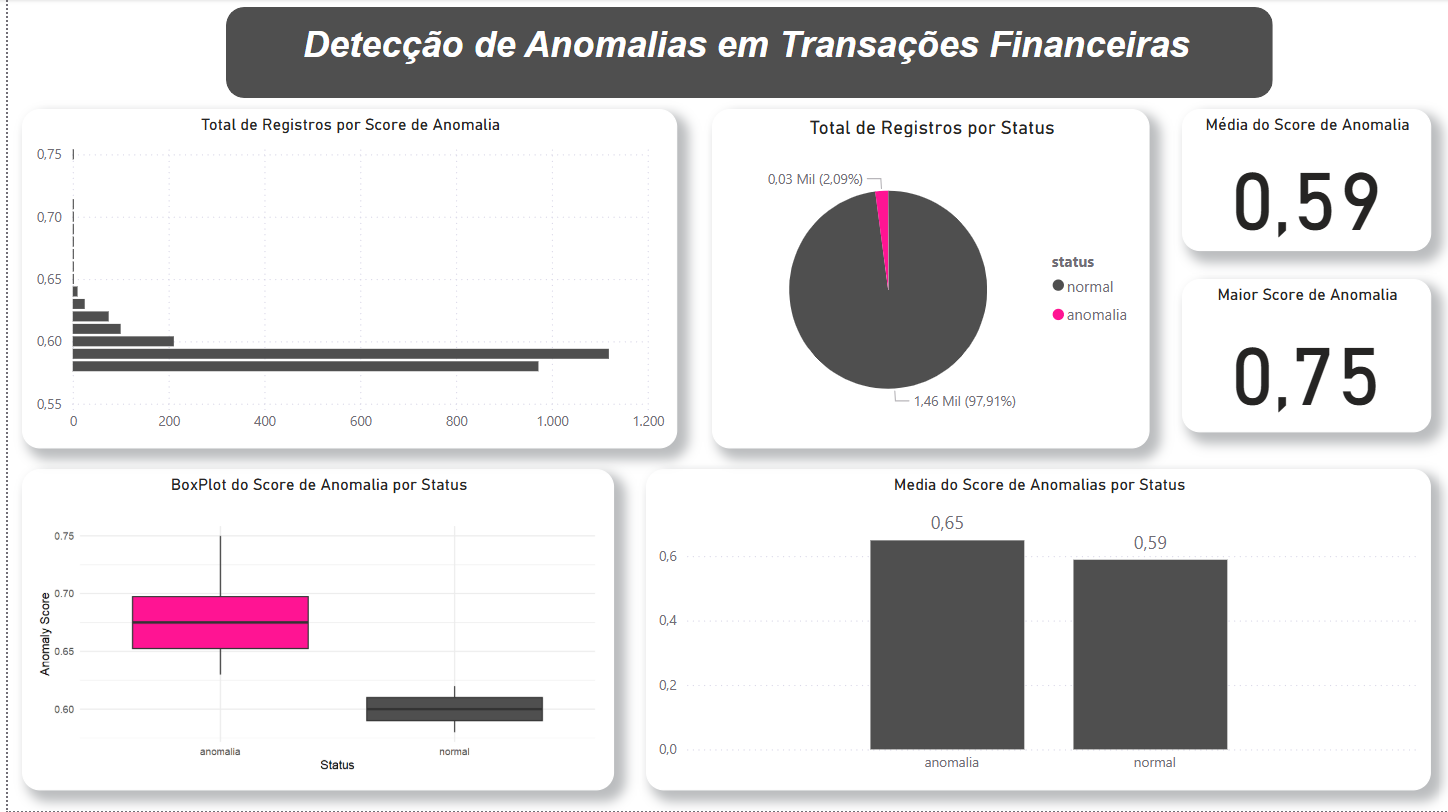 Detecção de Anomalias em Transações Financeiras
Total de Registros por Score de Anomalia
0,75
0,70
0,65
0,60
0,55
0
200
400
600
800
1.000
1.200
Total de Registros por Status
0,03 Mil (2,09%)
1,46 Mil (97,91%)
status
normal
anomalia
Média do Score de Anomalia
0,59
Maior Score de Anomalia
0,75
BoxPlot do Score de Anomalia por Status
Anomaly Score
0.75
0.70
0.65
0.60
anomalia
normal
Status
Media do Score de Anomalias por Status
0,6
0,4
0,2
0,0
0,65
0,59
anomalia
normal